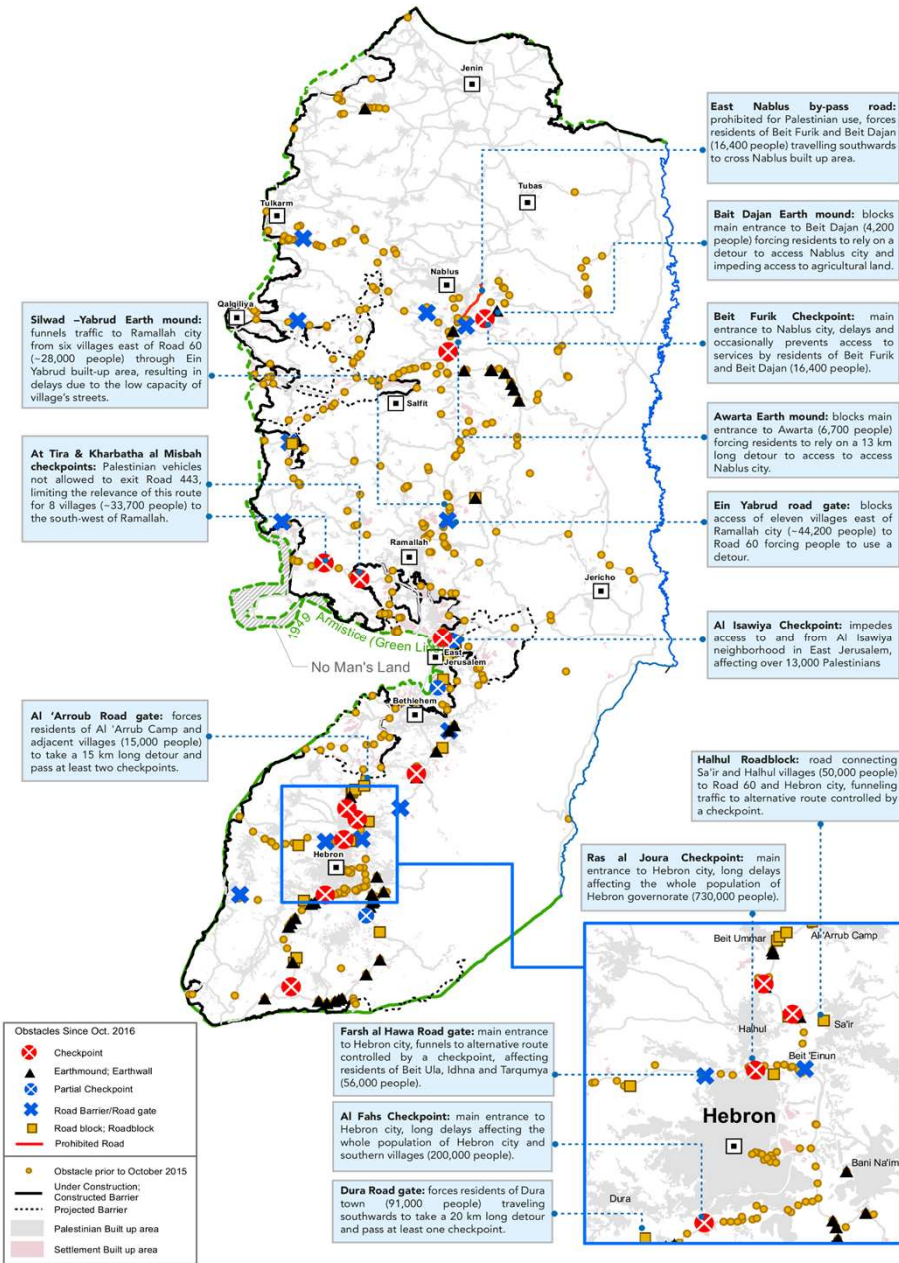 Jenin
East Nablus by-pass road:
prohibited for Palestinian use, forces
residents of Beit Furik and Beit Dajan
(16,400 people) travelling southwards
to cross Nablus built up area.
Tubas
Tulkarm
Bait Dajan Earth mound: blocks
main entrance to Beit Dajan (4,200
people) forcing residents to rely on a
detour to access Nablus city and
impeding access to agricultural land.
Nablus
Qalqiliya
Silwad –Yabrud Earth mound:
funnels traffic to Ramallah city
from six villages east of Road 60
(~28,000 people) through Ein
Yabrud built-up area, resulting in
delays due to the low capacity of
village's streets.
Beit Furik Checkpoint: main
entrance to Nablus city, delays and
occasionally prevents access to
services by residents of Beit Furik
and Beit Dajan (16,400 people).
Salfit
Awarta Earth mound: blocks main
entrance to Awarta (6,700 people)
forcing residents to rely on a 13 km
long detour to access to access
Nablus city.
At Tira & Kharbatha al Misbah
checkpoints: Palestinian vehicles
not allowed to exit Road 443,
limiting the relevance of this route
for 8 villages (~33,700 people) to
the south-west of Ramallah.
Ein Yabrud road gate: blocks
access of eleven villages east of
Ramallah city (~44,200 people) to
Road 60 forcing people to use a
detour.
Ramallah
Jericho
1949 Armistice (Green Li
No Man's Land
East
Jerusalem
Al Isawiya Checkpoint: impedes
access to and from Al Isawiya
neighborhood in East Jerusalem,
affecting over 13,000 Palestinians
Bethlehem
Al 'Arroub Road gate: forces
residents of Al 'Arrub Camp and
adjacent villages (15,000 people)
to take a 15 km long detour and
pass at least two checkpoints.
Halhul Roadblock: road connecting
Sa'ir and Halhul villages (50,000 people)
to Road 60 and Hebron city, funneling
traffic to alternative route controlled by
a checkpoint.
Hebron
Ras al Joura Checkpoint: main
entrance to Hebron city, long delays
affecting the whole population of
Hebron governorate (730,000 people).
Beit Ummar
Al 'Arrub Camp
Halhul
Sa'ir
Beit 'Einun
Hebron
Bani Na'im
Dura
Farsh al Hawa Road gate: main entrance
to Hebron city, funnels to alternative route
controlled by a checkpoint, affecting
residents of Beit Ula, Idhna and Tarqumya
(56,000 people).
Al Fahs Checkpoint: main entrance to
Hebron city, long delays affecting the
whole population of Hebron city and
southern villages (200,000 people).
Dura Road gate: forces residents of Dura
town (91,000 people) traveling
southwards to take a 20 km long detour
and pass at least one checkpoint.
Obstacles Since Oct. 2016
Checkpoint
Earthmound; Earthwall
Partial Checkpoint
Road Barrier/Road gate
Road block; Roadblock
Prohibited Road
Obstacle prior to October 2015
Under Construction;
Constructed Barrier
Projected Barrier
Palestinian Built up area
Settlement Built up area